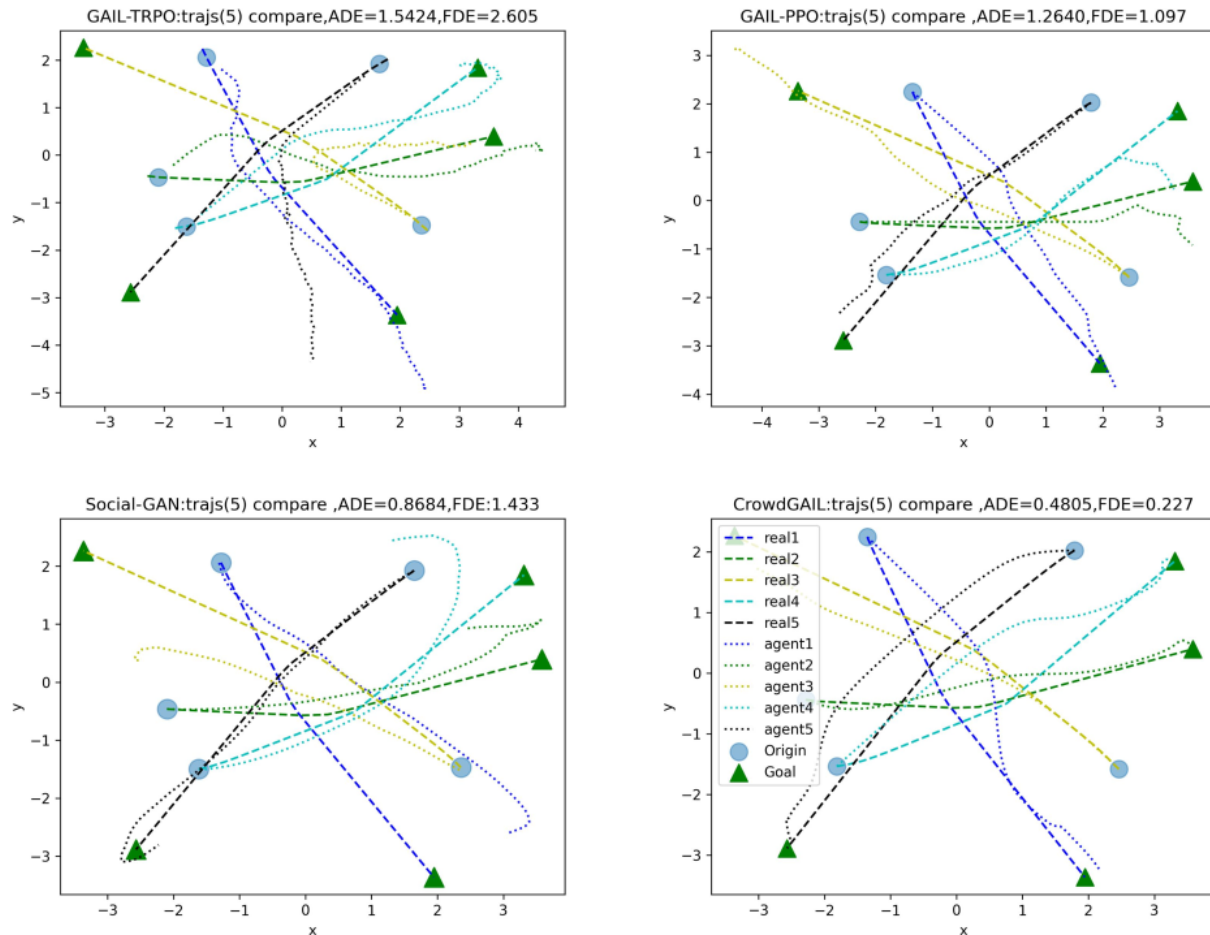 GAIL-TRPO:trajs(5) compare,ADE=1.5424,FDE=2.605
2
1
0
−1
−2
−3
−4
−5
y
−3 −2 −1 0 1 2 3 4
x
GAIL-PPO:trajs(5) compare ,ADE=1.2640,FDE=1.097
3
2
1
0
−1
−2
−3
−4
y
−4 −3 −2 −1 0 1 2 3
x
Social-GAN:trajs(5) compare ,ADE=0.8684,FDE:1.433
2
1
0
−1
−2
−3
y
−3 −2 −1 0 1 2 3
x
CrowdGAIL:trajs(5) compare ,ADE=0.4805,FDE=0.227
real1
real2
real3
real4
real5
agent1
agent2
agent3
agent4
agent5
Origin
Goal
2
1
0
−1
−2
−3
y
−3 −2 −1 0 1 2 3
x